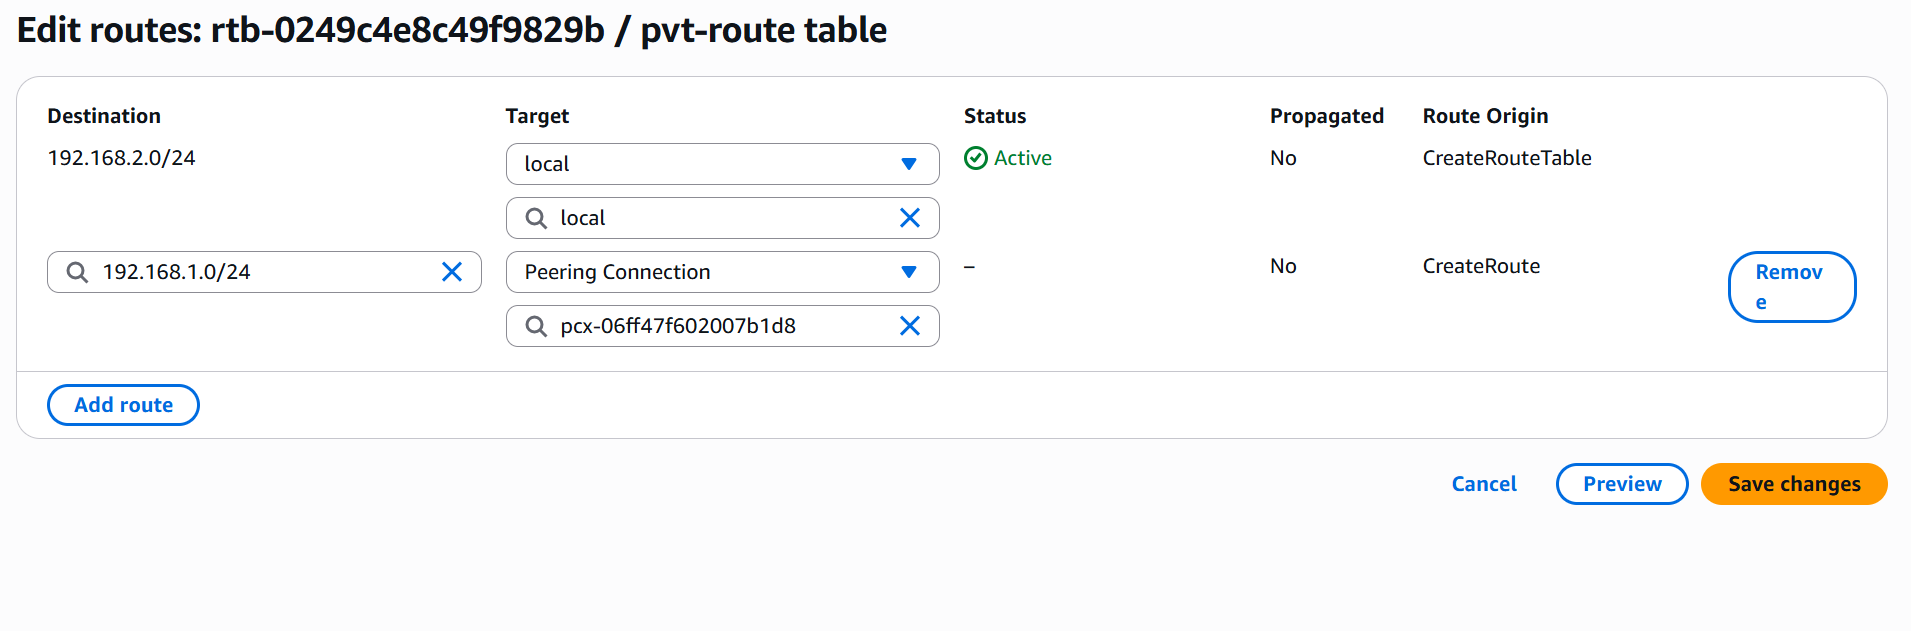 Edit routes: rtb-0249c4e8c49f9829b / pvt-route table
Destination Target Status Propagated Route Origin
192.168.2.0/24 local Active No CreateRouteTable
local
192.168.1.0/24 Peering Connection – No CreateRoute Remov
e
pcx-06ff47f602007b1d8
Add route
Cancel Preview Save changes